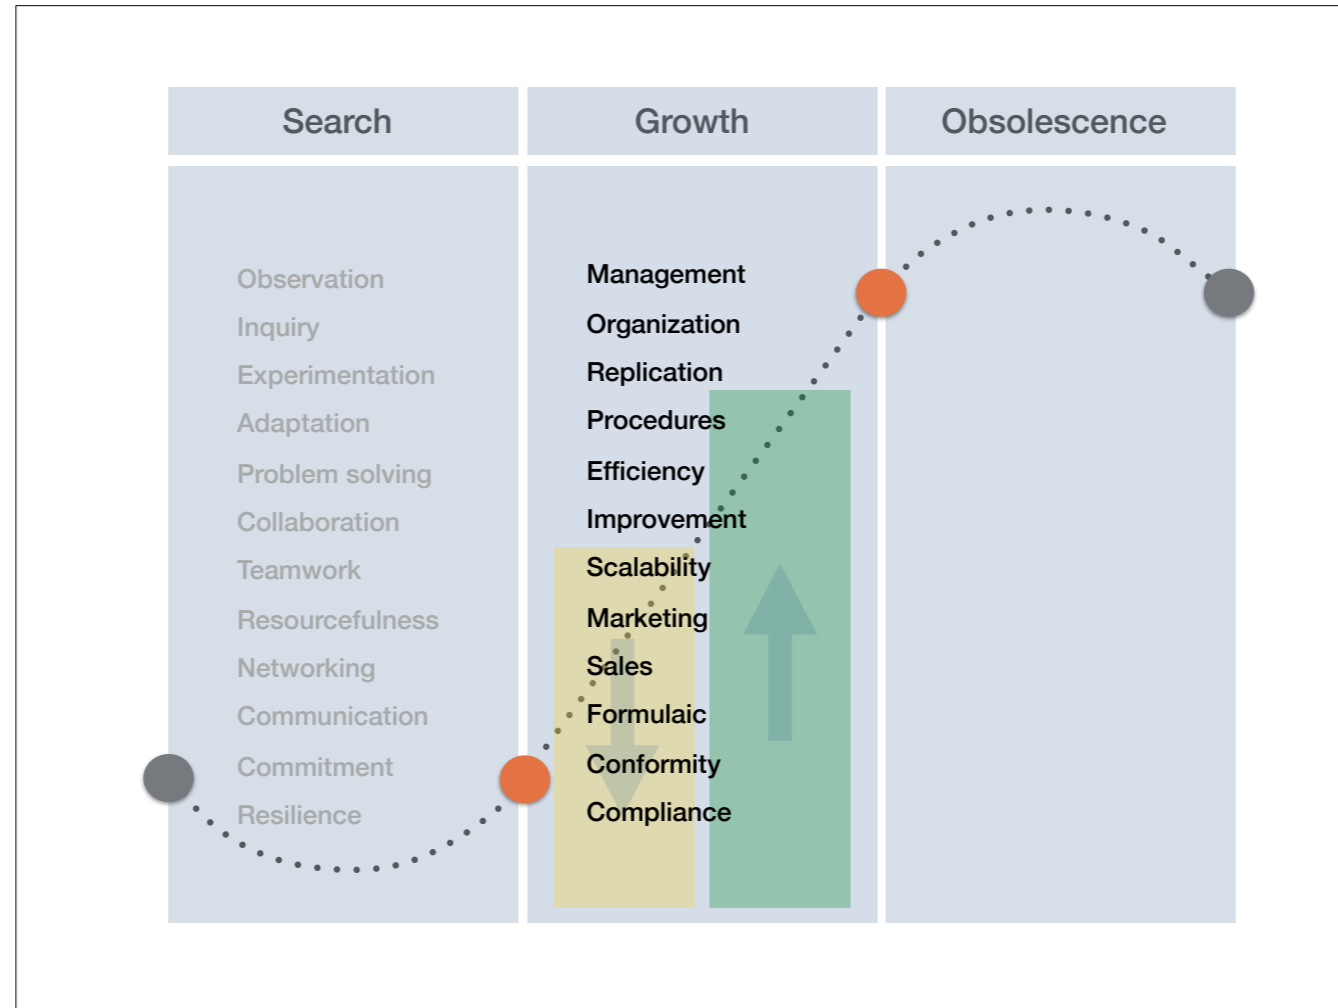 Search
Growth
Obsolescence
Observation
Inquiry
Experimentation
Adaptation
Problem solving
Collaboration
Teamwork
Resourcefulness
Networking
Communication
Commitment
Resilience
Management
Organization
Replication
Procedures
Efficiency
Improvement
Scalability
Marketing
Sales
Formulaic
Conformity
Compliance